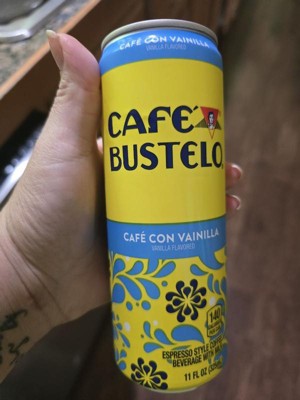 CAFÉ CON VAINILLA
VANILLA FLAVORED
CAFÉ
BUSTELO
CAFÉ CON VAINILLA
VANILLA FLAVORED
140
ESPRESSO STYLE COFFEE
BEVERAGE WITH
11 FL OZ